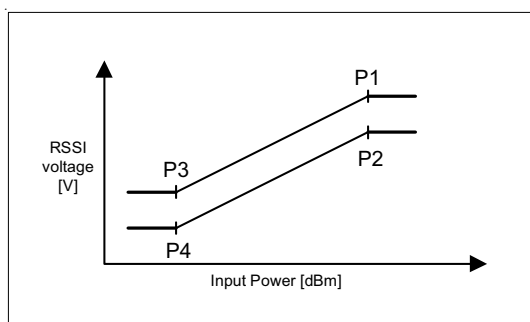 P1
RSSI
voltage
[V]
P3
P2
P4
Input Power [dBm]